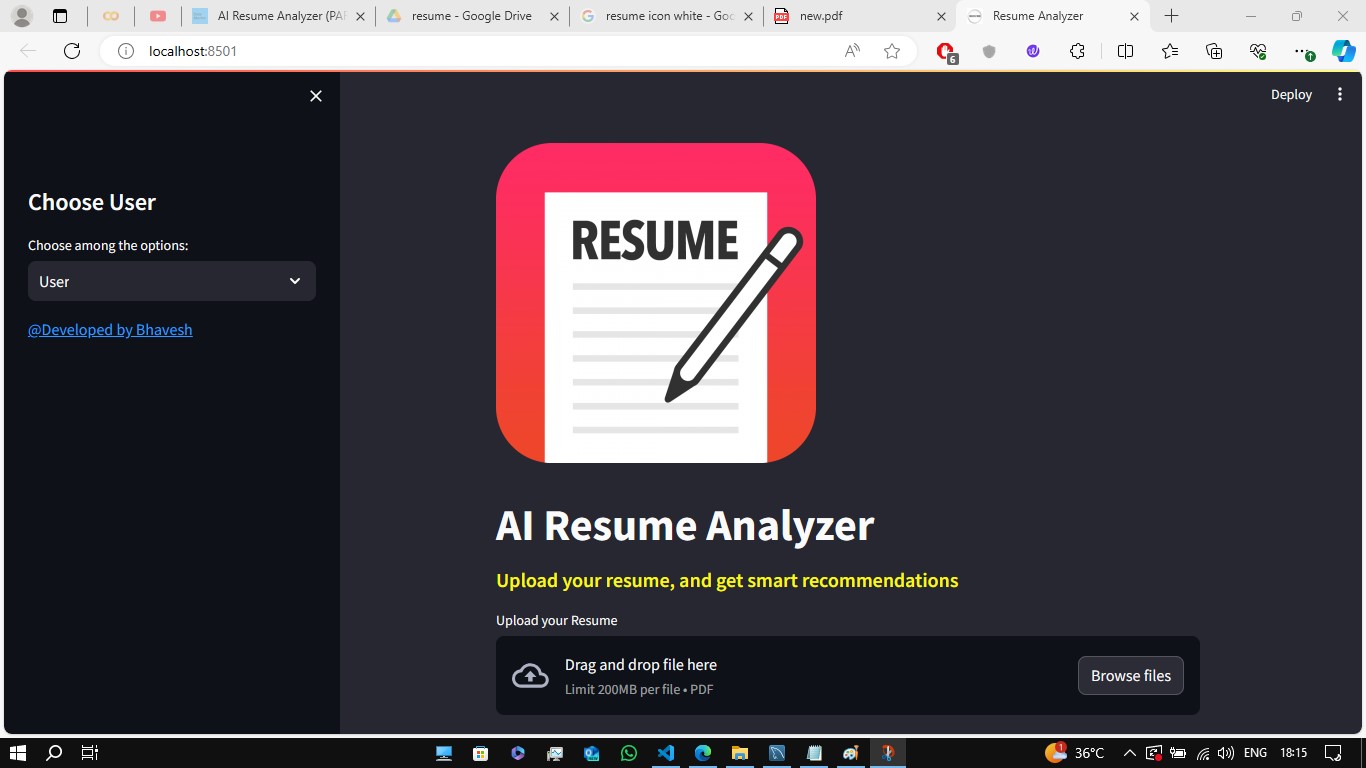 AI Resume Analyzer (PAR
resume - Google Drive
resume icon white - Goo
new.pdf
Resume Analyzer
localhost:8501
6
Deploy
RESUME
Choose User
Choose among the options:
User
@Developed by Bhavesh
AI Resume Analyzer
Upload your resume, and get smart recommendations
Upload your Resume
Drag and drop file here
Limit 200MB per file • PDF
Browse files
1
36°C
ENG
18:15